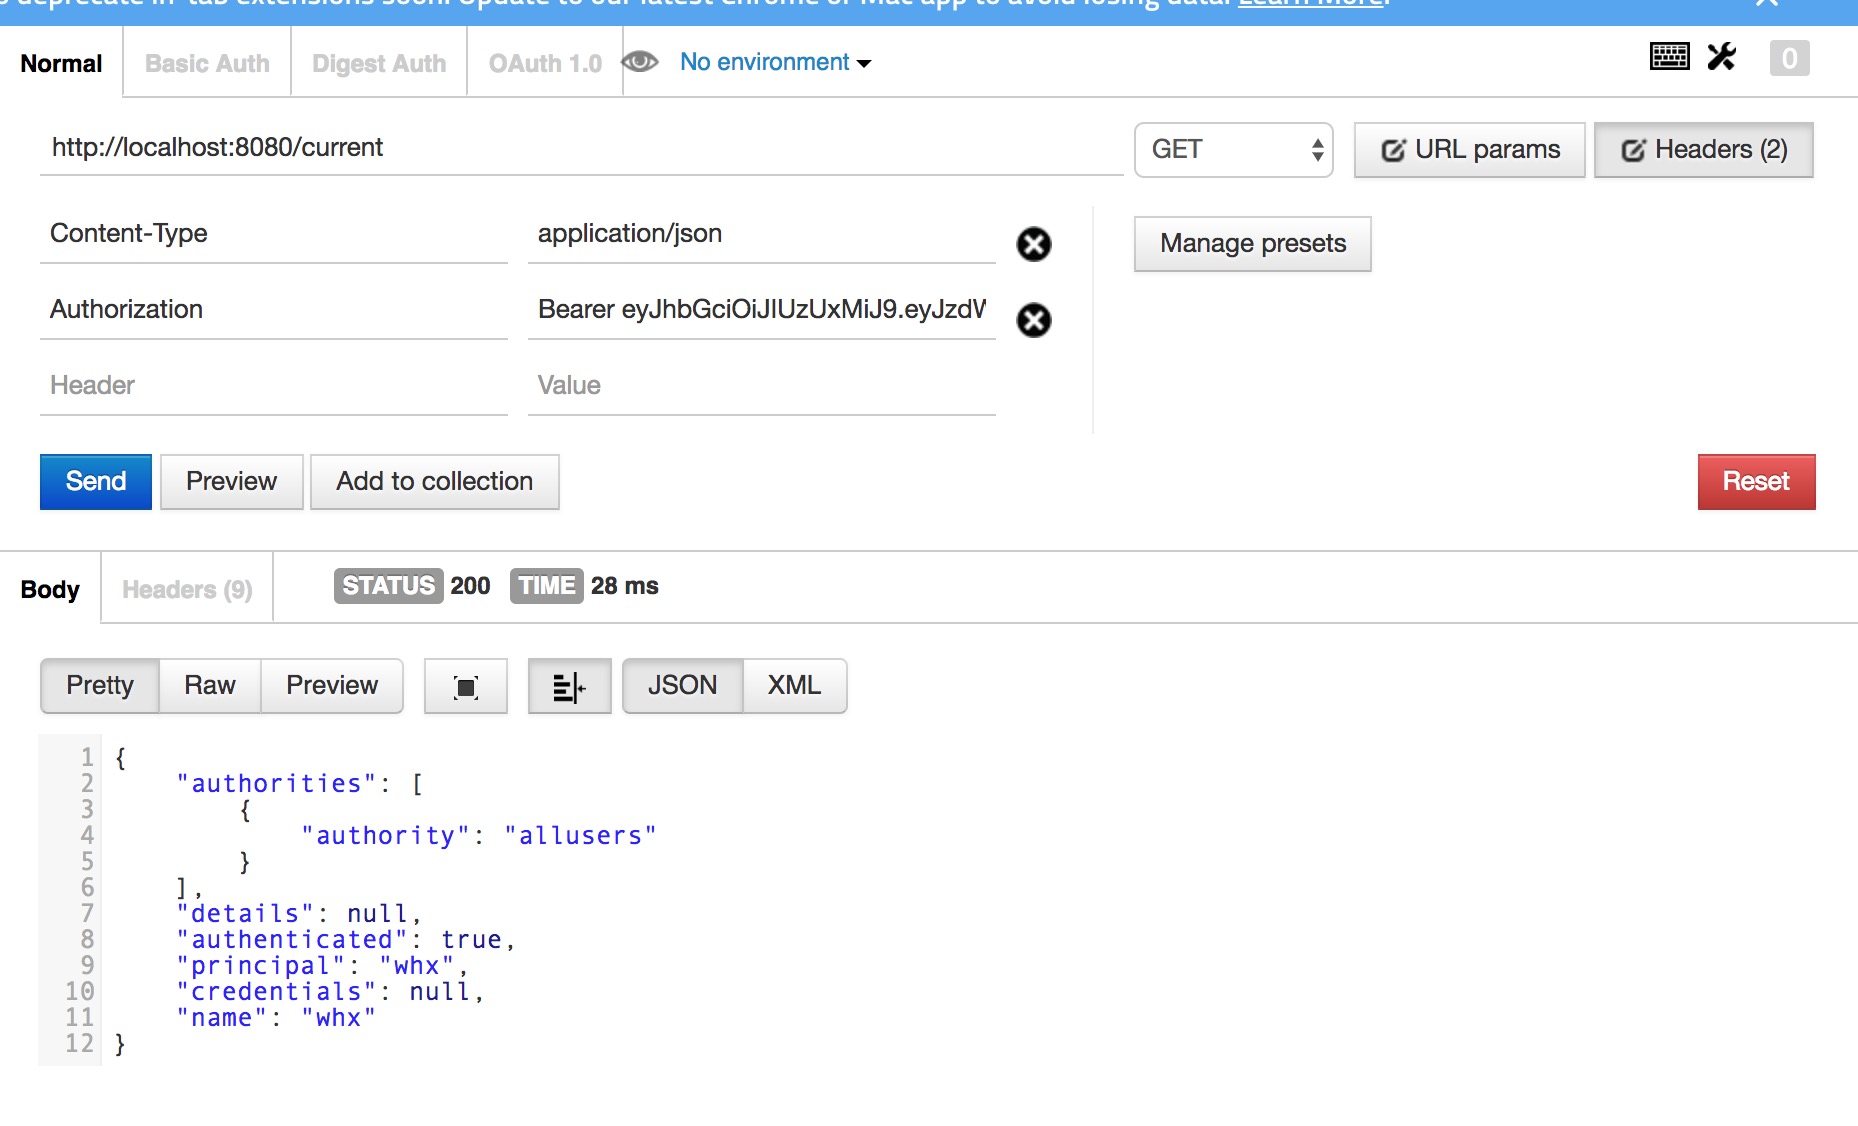 deprecate in-tab extensions soon. Update to our latest Chrome or Mac app to avoid losing data. Learn More.
Normal Basic Auth Digest Auth OAuth 1.0 No environment 0
http://localhost:8080/current GET URL params Headers (2)
Content-Type application/json Manage presets
Authorization Bearer eyJhbGciOiJIUzUxMiJ9.eyJzdW
Header Value
Send Preview Add to collection Reset
Body Headers (9) STATUS 200 TIME 28 ms
Pretty Raw Preview JSON XML
1 {
2 "authorities": [
3 {
4 "authority": "allusers"
5 }
6 ],
7 "details": null,
8 "authenticated": true,
9 "principal": "whx",
10 "credentials": null,
11 "name": "whx"
12 }